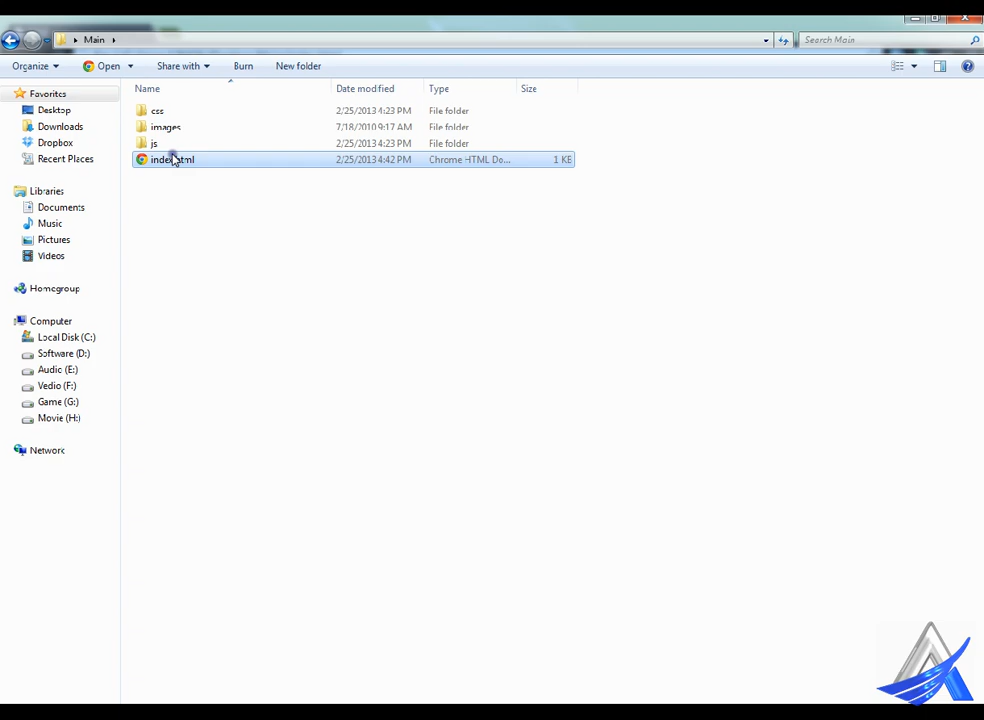 Main
Search Main
Organize Open Share with Burn New folder
Name Date modified Type Size
Favorites
Desktop
Downloads
Dropbox
Recent Places
Libraries
Documents
Music
Pictures
Videos
Homegroup
Computer
Local Disk (C:)
Software (D:)
Audio (E:)
Vedio (F:)
Game (G:)
Movie (H:)
Network
css 2/25/2013 4:23 PM File folder
images 7/18/2010 9:17 AM File folder
js 2/25/2013 4:23 PM File folder
index.html 2/25/2013 4:42 PM Chrome HTML Do... 1 KB